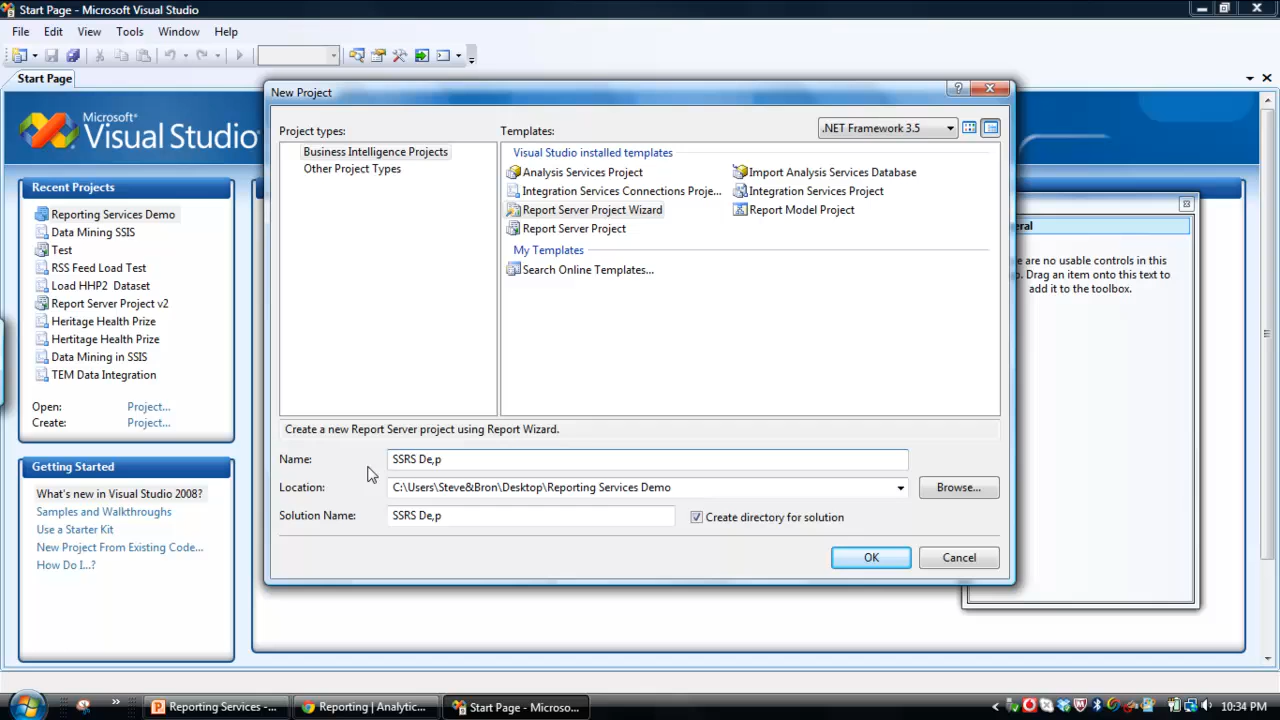 Start Page - Microsoft Visual Studio
File Edit View Tools Window Help
Start Page
Microsoft®
Visual Studio
Recent Projects
Reporting Services Demo
Data Mining SSIS
Test
RSS Feed Load Test
Load HHP2 Dataset
Report Server Project v2
Heritage Health Prize
Hertitage Health Prize
Data Mining in SSIS
TEM Data Integration
Open: Project...
Create: Project...
Getting Started
What's new in Visual Studio 2008?
Samples and Walkthroughs
Use a Starter Kit
New Project From Existing Code...
How Do I...?
New Project
Project types:
Business Intelligence Projects
Other Project Types
Templates:
.NET Framework 3.5
Visual Studio installed templates
Analysis Services Project
Import Analysis Services Database
Integration Services Connections Proje...
Integration Services Project
Report Server Project Wizard
Report Model Project
Report Server Project
My Templates
Search Online Templates...
Create a new Report Server project using Report Wizard.
Name: SSRS De,p
Location: C:\Users\Steve&Bron\Desktop\Reporting Services Demo
Browse...
Solution Name: SSRS De,p
Create directory for solution
OK Cancel
eral
e are no usable controls in this
. Drag an item onto this text to
add it to the toolbox.
Reporting Services -...
Reporting | Analytic...
Start Page - Microso...
10:34 PM